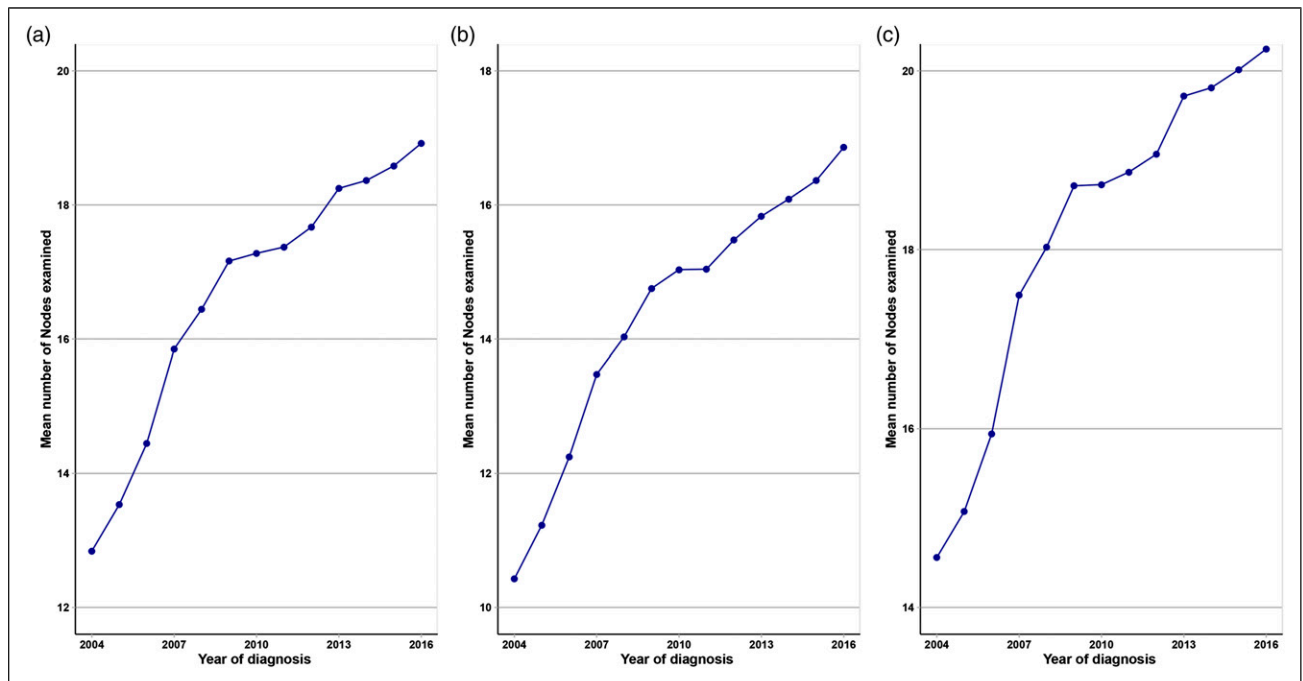 (a)
Mean number of Nodes examined
20
18
16
14
12
2004 2007 2010 2013 2016
Year of diagnosis
(b)
Mean number of Nodes examined
18
16
14
12
10
2004 2007 2010 2013 2016
Year of diagnosis
(c)
Mean number of Nodes examined
20
18
16
14
2004 2007 2010 2013 2016
Year of diagnosis